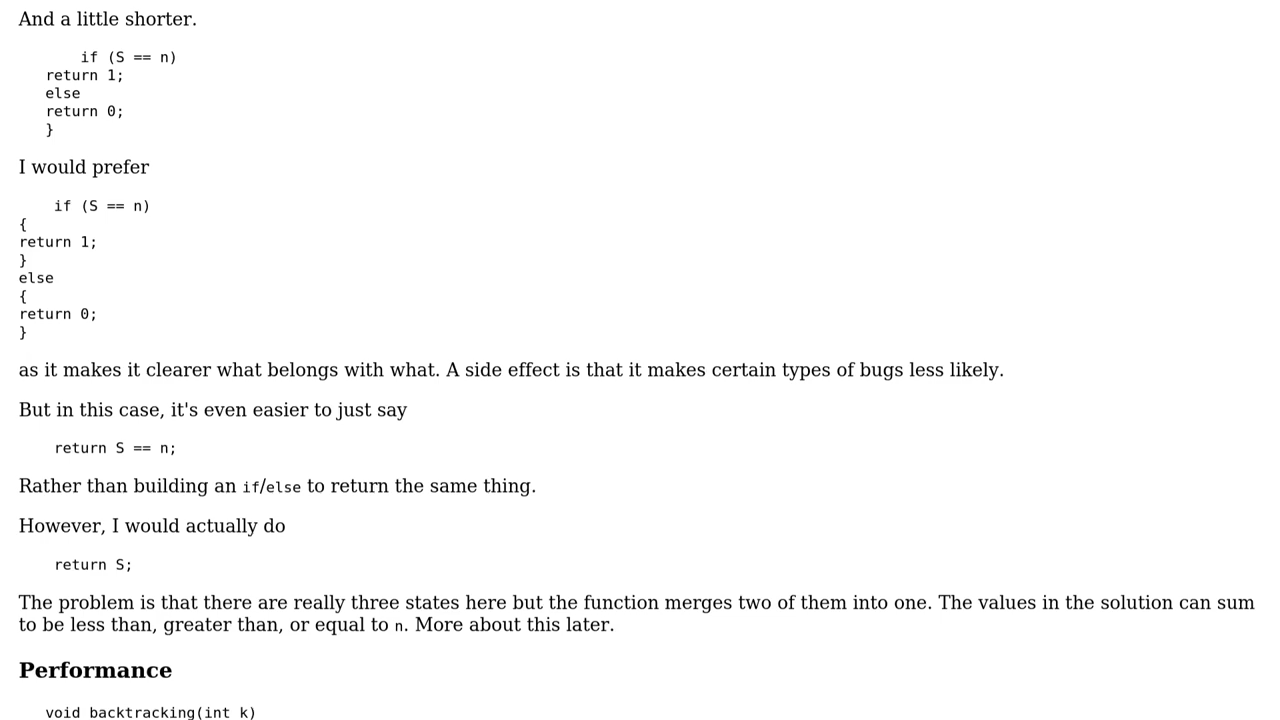 And a little shorter.
if (S == n)
return 1;
else
return 0;
}
I would prefer
if (S == n)
{
return 1;
}
else
{
return 0;
}
as it makes it clearer what belongs with what. A side effect is that it makes certain types of bugs less likely.
But in this case, it's even easier to just say
return S == n;
Rather than building an if/else to return the same thing.
However, I would actually do
return S;
The problem is that there are really three states here but the function merges two of them into one. The values in the solution can sum
to be less than, greater than, or equal to n. More about this later.
Performance
void backtracking(int k)